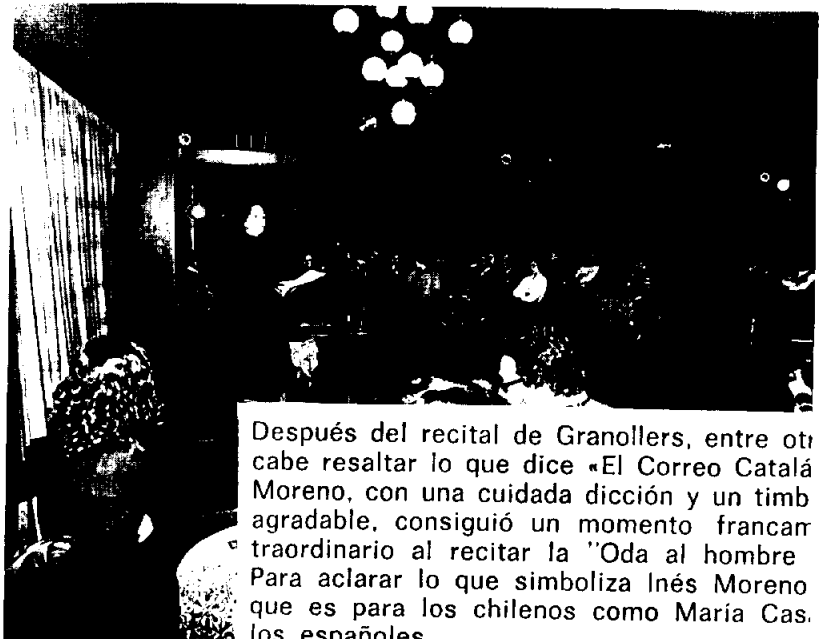 Después del recital de Granollers, entre otr
cabe resaltar lo que dice «El Correo Catalá
Moreno, con una cuidada dicción y un timb
agradable, consiguió un momento francam
traordinario al recitar la "Oda al hombre
Para aclarar lo que simboliza Inés Moreno
que es para los chilenos como María Cas
los españoles